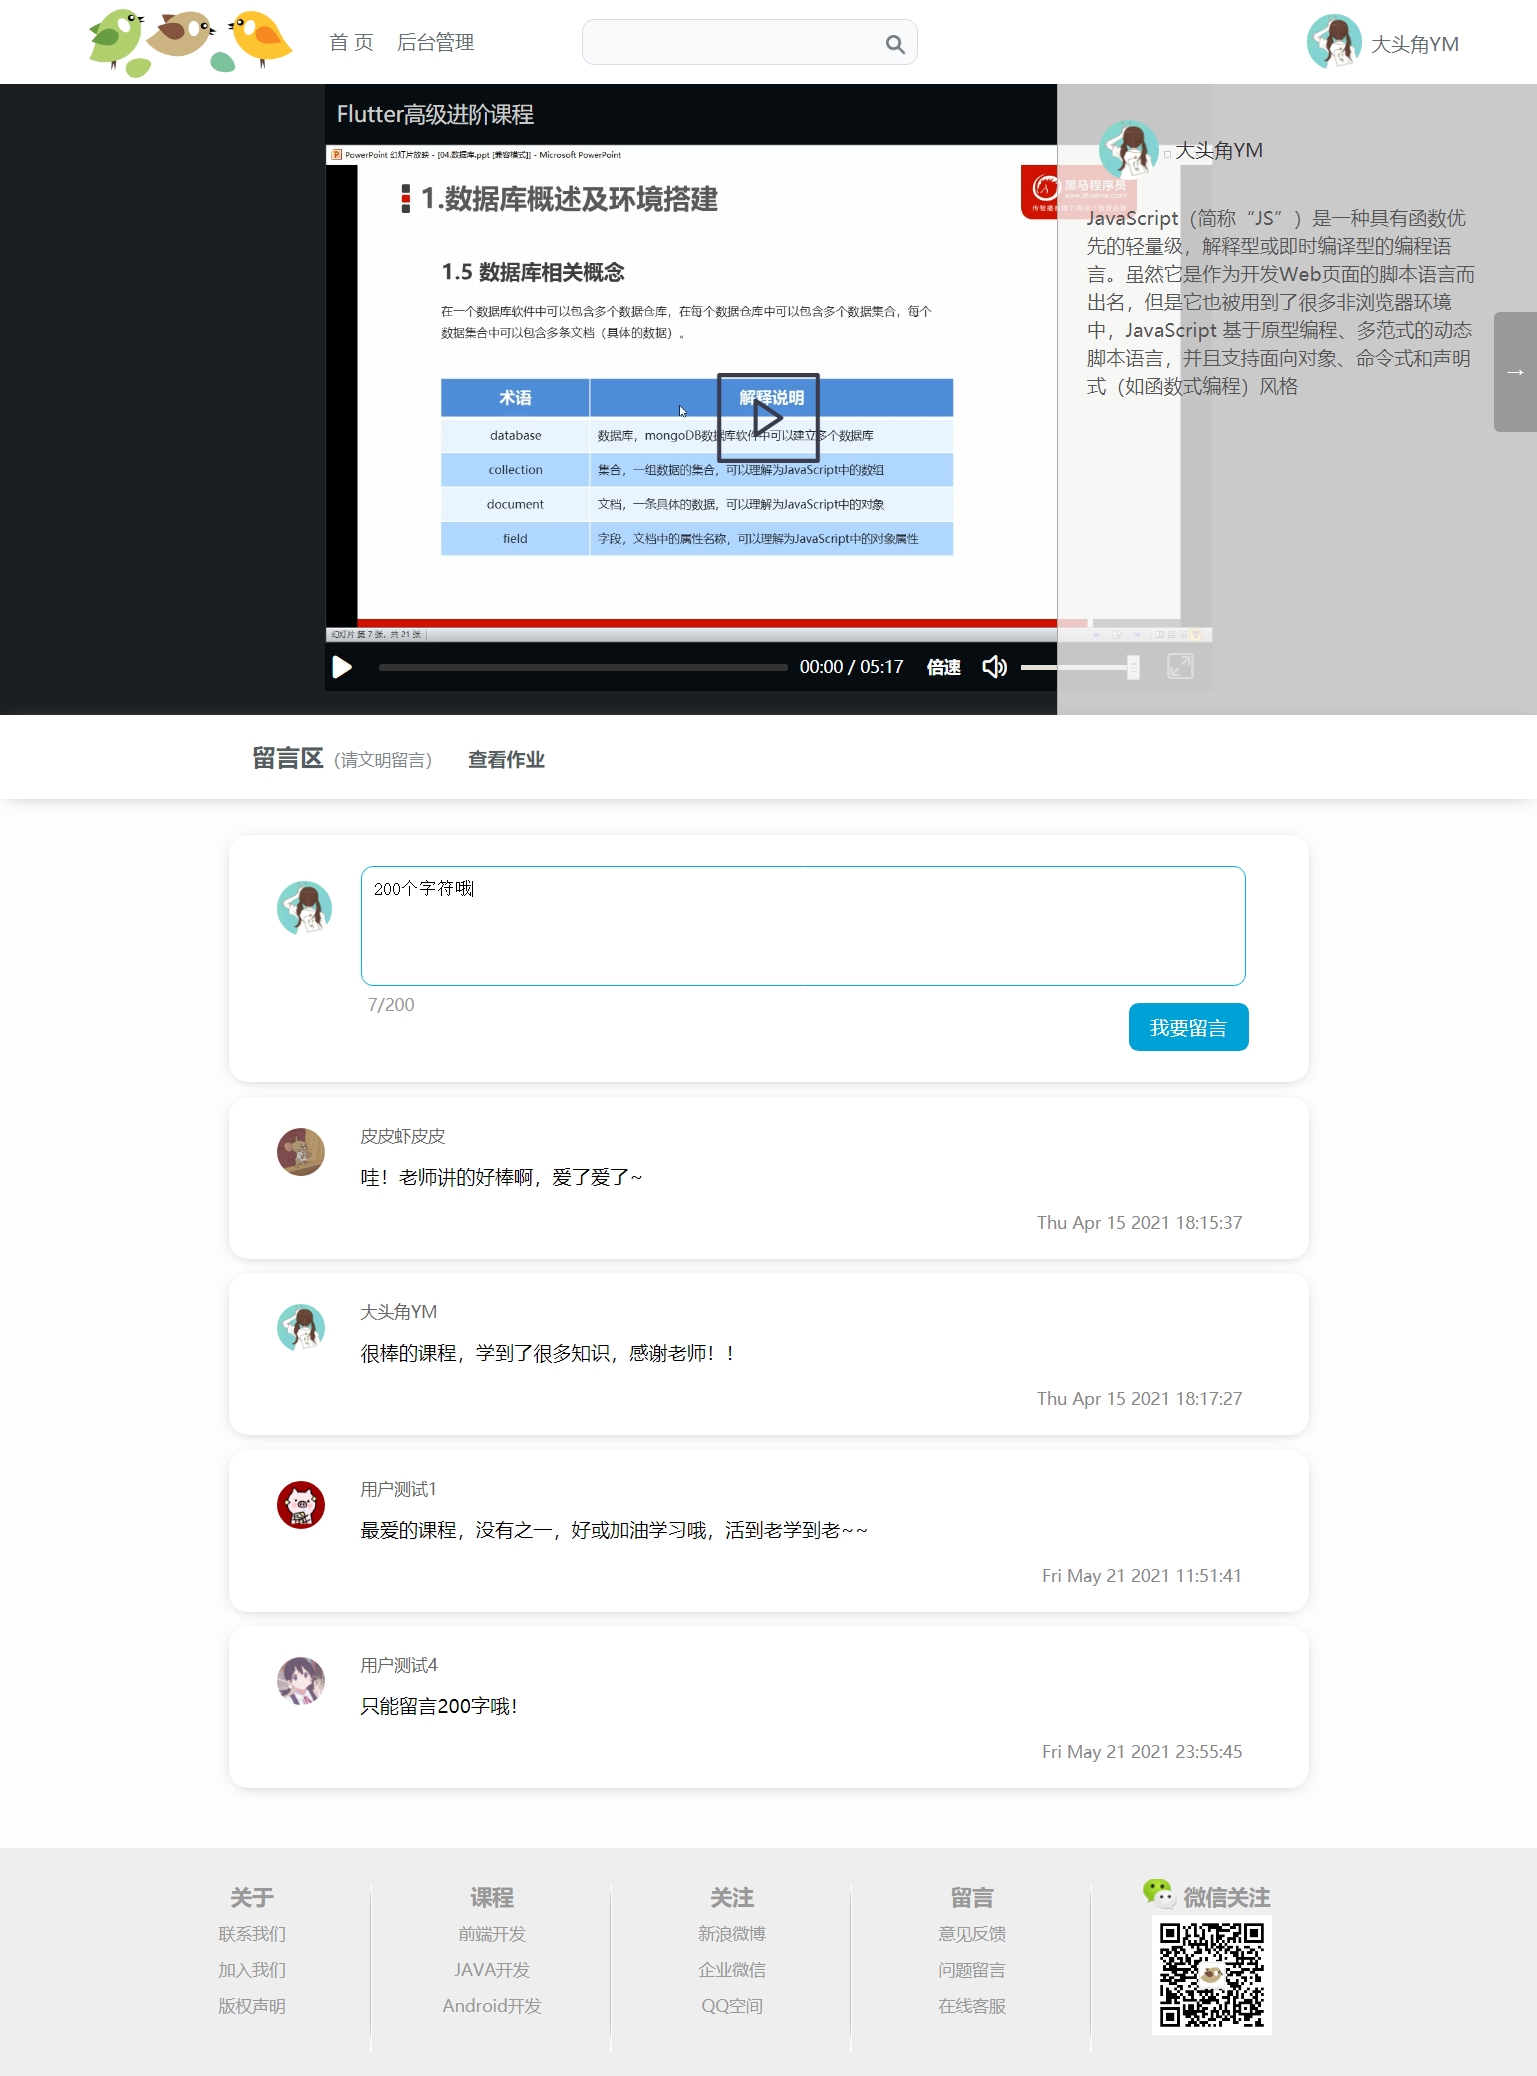 首 页 后台管理
大头角YM
Flutter高级进阶课程
PowerPoint 幻灯片放映 - [04.数据库.ppt [兼容模式]] - Microsoft PowerPoint
1.数据库概述及环境搭建
黑马程序员
www.itheima.com
1.5 数据库相关概念
在一个数据库软件中可以包含多个数据仓库，在每个数据仓库中可以包含多个数据集合，每个
数据集合中可以包含多条文档（具体的数据）。
术语 解释说明
database 数据库，mongoDB数据库软件中可以建立多个数据库
collection 集合，一组数据的集合，可以理解为JavaScript中的数组
document 文档，一条具体的数据，可以理解为JavaScript中的对象
field 字段，文档中的属性名称，可以理解为JavaScript中的对象属性
幻灯片 第 7 张，共 21 张
00:00 / 05:17 倍速
大头角YM
JavaScript（简称“JS”）是一种具有函数优
先的轻量级，解释型或即时编译型的编程语
言。虽然它是作为开发Web页面的脚本语言而
出名，但是它也被用到了很多非浏览器环境
中，JavaScript 基于原型编程、多范式的动态
脚本语言，并且支持面向对象、命令式和声明
式（如函数式编程）风格
→
留言区（请文明留言） 查看作业
200个字符哦
7/200
我要留言
皮皮虾皮皮
哇！老师讲的好棒啊，爱了爱了~
Thu Apr 15 2021 18:15:37
大头角YM
很棒的课程，学到了很多知识，感谢老师！！
Thu Apr 15 2021 18:17:27
用户测试1
最爱的课程，没有之一，好或加油学习哦，活到老学到老~~
Fri May 21 2021 11:51:41
用户测试4
只能留言200字哦！
Fri May 21 2021 23:55:45
关于
联系我们
加入我们
版权声明
课程
前端开发
JAVA开发
Android开发
关注
新浪微博
企业微信
QQ空间
留言
意见反馈
问题留言
在线客服
微信关注